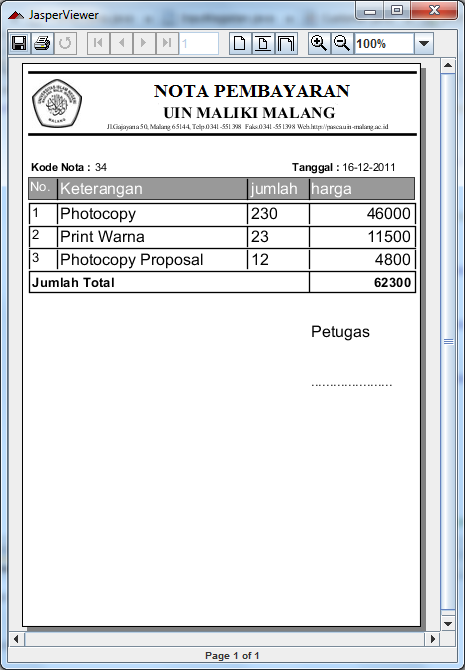 JasperViewer
1
100%
NOTA PEMBAYARAN
UIN MALIKI MALANG
Jl.Gajayana 50, Malang 65144, Telp.0341-551398 Faks.0341-551398 Web.http://pasca.uin-malang.ac.id
Kode Nota : 34 Tanggal : 16-12-2011
No. Keterangan jumlah harga
1 Photocopy 230 46000
2 Print Warna 23 11500
3 Photocopy Proposal 12 4800
Jumlah Total 62300
Petugas
......................
Page 1 of 1